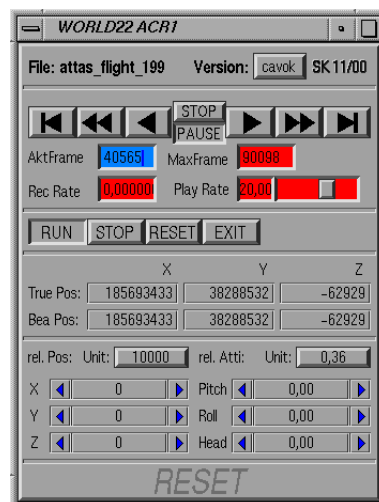 WORLD22 ACR1
File: attas_flight_199 Version: cavok SK 11/00
STOP
PAUSE
AktFrame 40565 MaxFrame 90098
Rec Rate 0,00000 Play Rate 20,00
RUN STOP RESET EXIT
X Y Z
True Pos: 185693433 38288532 -62929
Bea Pos: 185693433 38288532 -62929
rel. Pos: Unit: 10000 rel. Atti: Unit: 0,36
X 0 Pitch 0,00
Y 0 Roll 0,00
Z 0 Head 0,00
RESET